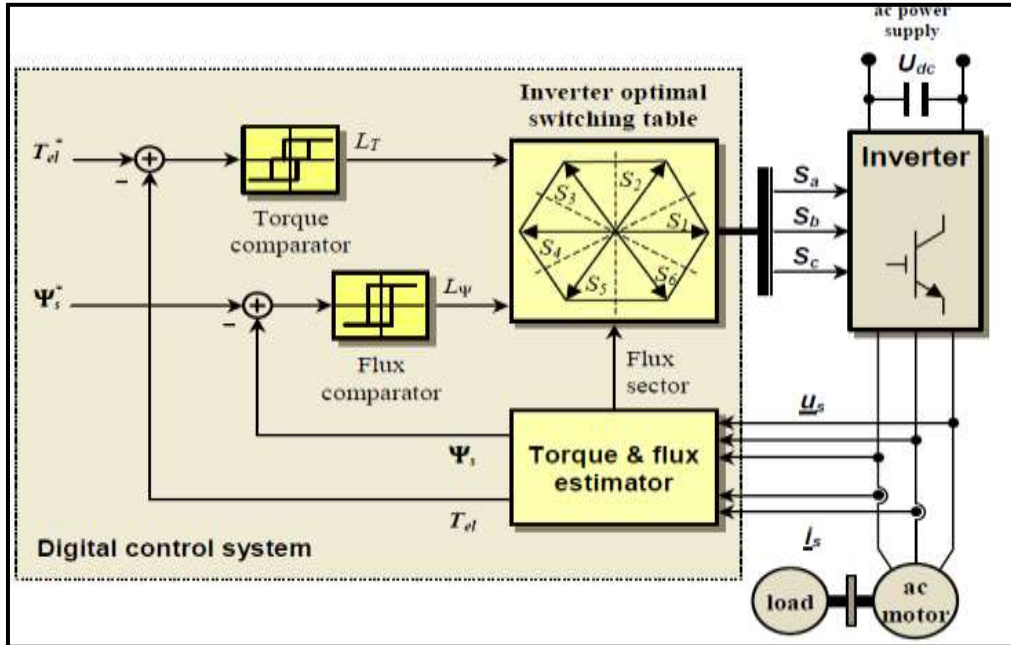 ac power
supply
U_dc
Inverter optimal
switching table
T_el*
L_T
Inverter
S_a
S_b
S_c
S_3
S_2
S_4
S_1
S_5
S_6
Torque
comparator
Ψ_s*
L_Ψ
Flux
comparator
Flux
sector
u_s
Ψ_s
Torque & flux
estimator
T_el
i_s
Digital control system
load
ac
motor